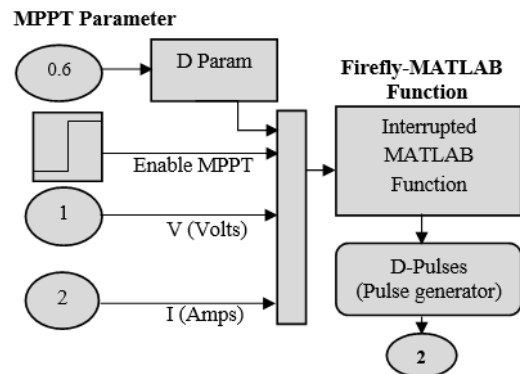 MPPT Parameter
0.6
D Param
Enable MPPT
1
V (Volts)
2
I (Amps)
Firefly-MATLAB
Function
Interrupted
MATLAB
Function
D-Pulses
(Pulse generator)
2